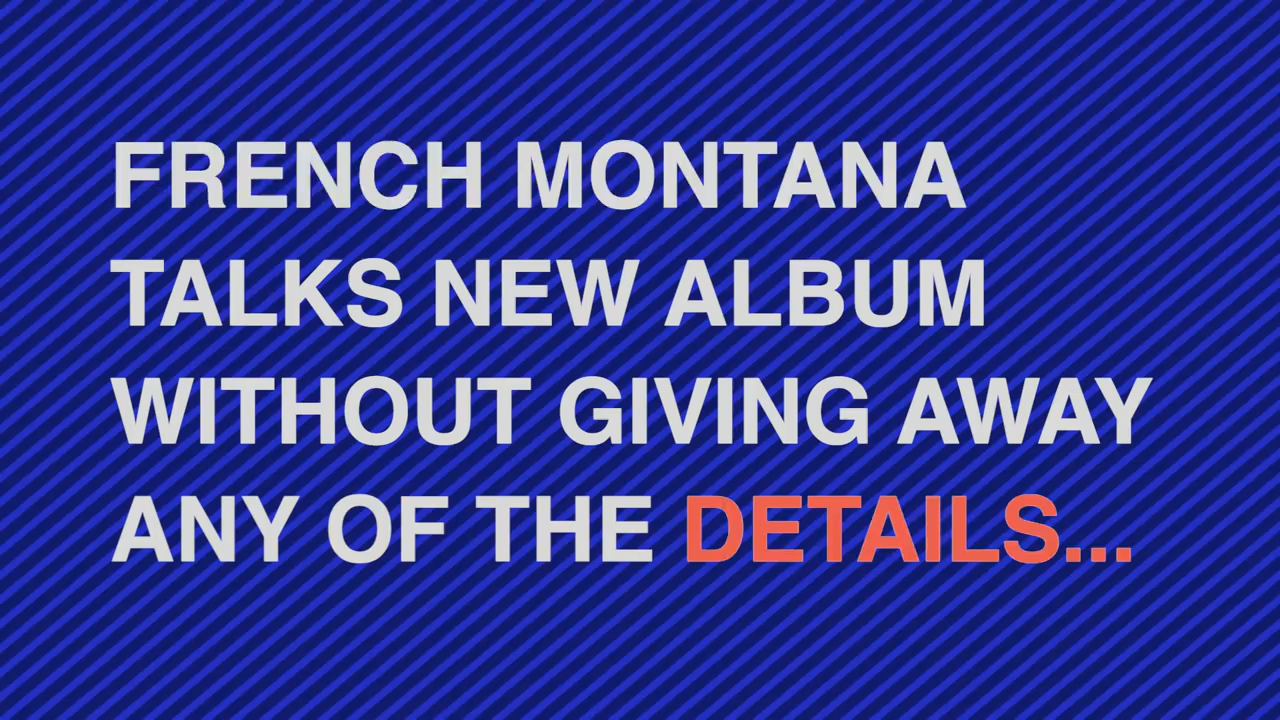 FRENCH MONTANA
TALKS NEW ALBUM
WITHOUT GIVING AWAY
ANY OF THE DETAILS...